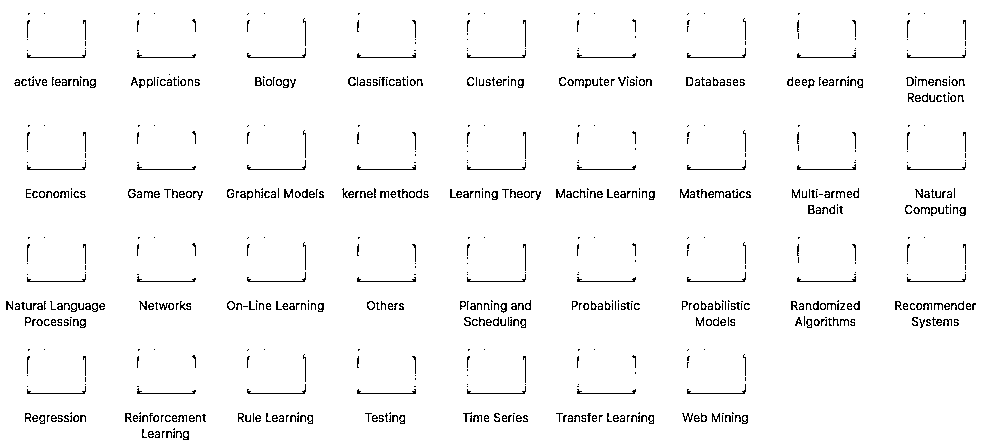 active learning Applications Biology Classification Clustering Computer Vision Databases deep learning Dimension
Reduction
Economics Game Theory Graphical Models kernel methods Learning Theory Machine Learning Mathematics Multi-armed Natural
Bandit Computing
Natural Language Networks On-Line Learning Others Planning and Probabilistic Probabilistic Randomized Recommender
Processing Scheduling Models Algorithms Systems
Regression Reinforcement Rule Learning Testing Time Series Transfer Learning Web Mining
Learning